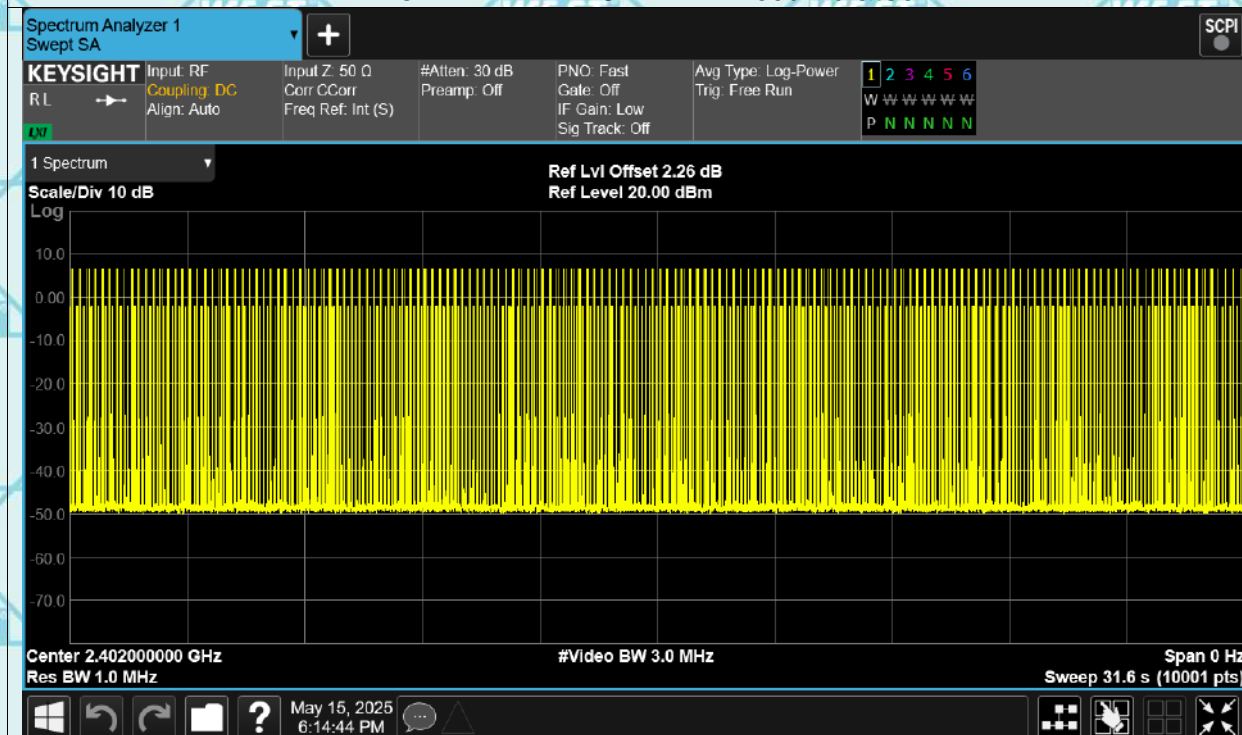 Spectrum Analyzer 1
Swept SA
+
SCPI
KEYSIGHT
RL
LXI
Input: RF
Coupling: DC
Align: Auto
Input Z: 50 Ω
Corr CCorr
Freq Ref: Int (S)
#Atten: 30 dB
Preamp: Off
PNO: Fast
Gate: Off
IF Gain: Low
Sig Track: Off
Avg Type: Log-Power
Trig: Free Run
1 2 3 4 5 6
W W W W W W
P N N N N N
1 Spectrum
Scale/Div 10 dB
Ref Lvl Offset 2.26 dB
Ref Level 20.00 dBm
Log
10.0
0.00
-10.0
-20.0
-30.0
-40.0
-50.0
-60.0
-70.0
Center 2.402000000 GHz
#Video BW 3.0 MHz
Span 0 Hz
Res BW 1.0 MHz
Sweep 31.6 s (10001 pts)
?
May 15, 2025
6:14:44 PM